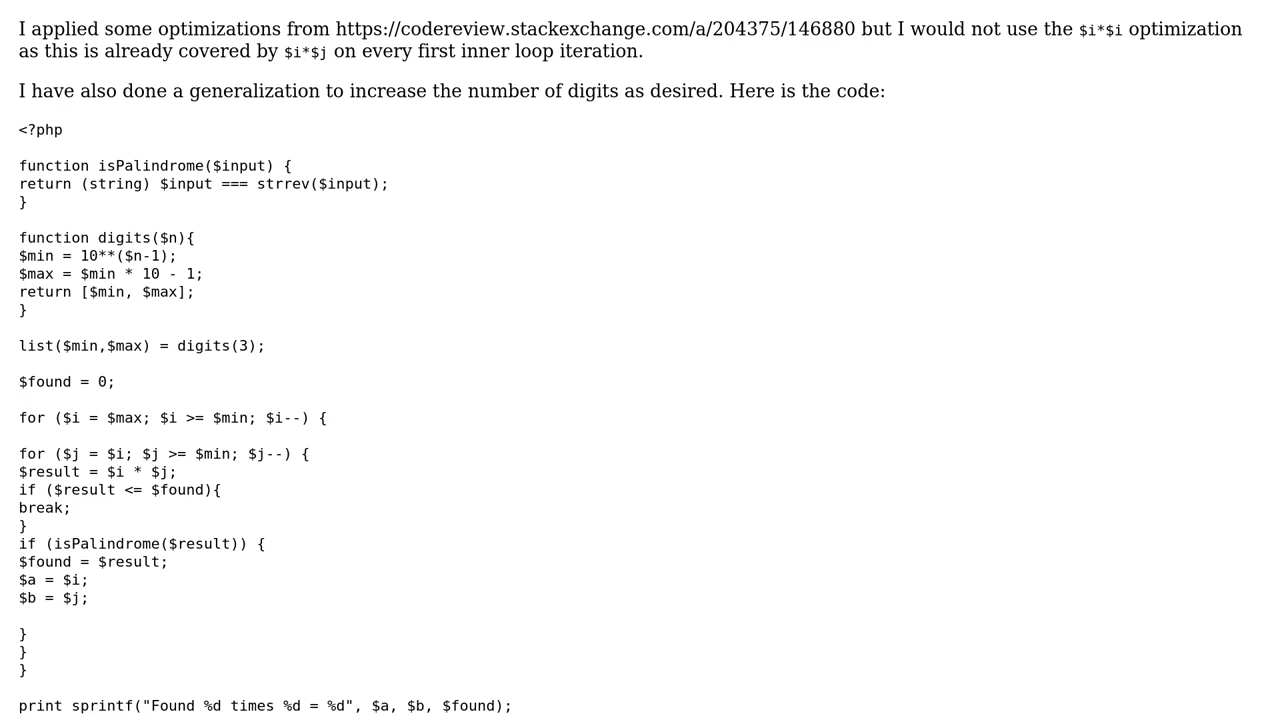 I applied some optimizations from https://codereview.stackexchange.com/a/204375/146880 but I would not use the $i*$i optimization
as this is already covered by $i*$j on every first inner loop iteration.
I have also done a generalization to increase the number of digits as desired. Here is the code:
<?php
function isPalindrome($input) {
return (string) $input === strrev($input);
}
function digits($n){
$min = 10**($n-1);
$max = $min * 10 - 1;
return [$min, $max];
}
list($min,$max) = digits(3);
$found = 0;
for ($i = $max; $i >= $min; $i--) {
for ($j = $i; $j >= $min; $j--) {
$result = $i * $j;
if ($result <= $found){
break;
}
if (isPalindrome($result)) {
$found = $result;
$a = $i;
$b = $j;
}
}
}
print sprintf("Found %d times %d = %d", $a, $b, $found);